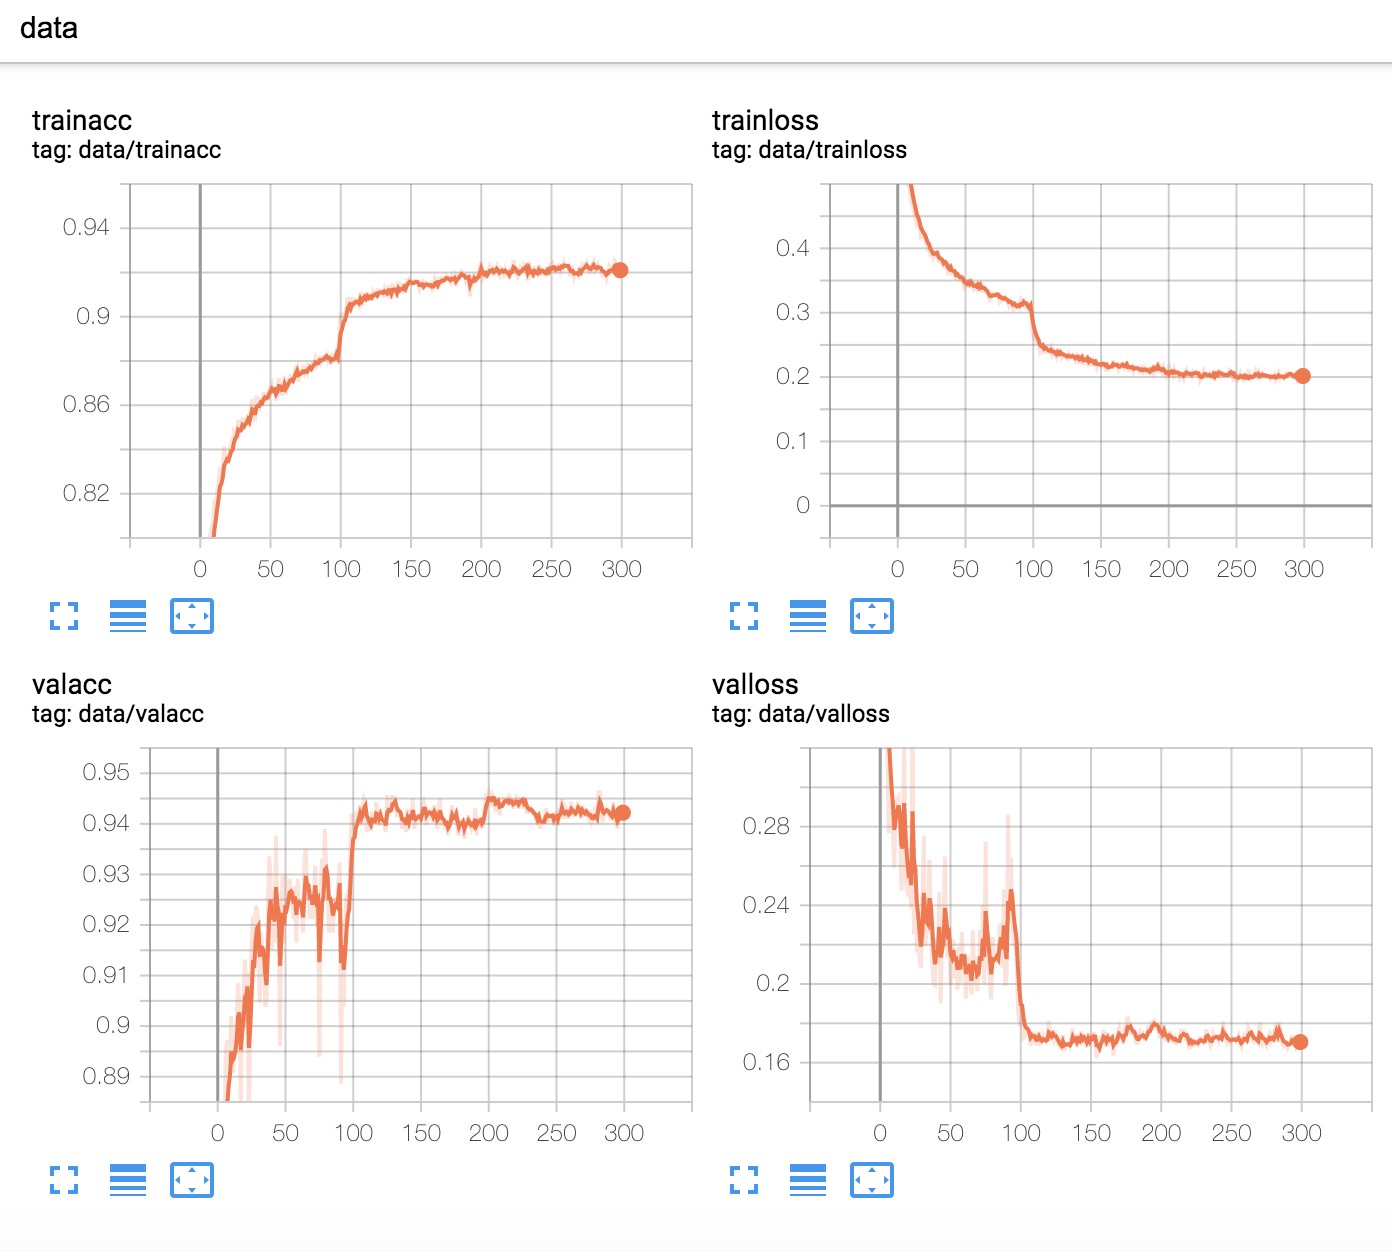 data
trainacc
tag: data/trainacc
0.94
0.9
0.86
0.82
0 50 100 150 200 250 300
trainloss
tag: data/trainloss
0.4
0.3
0.2
0.1
0
0 50 100 150 200 250 300
valacc
tag: data/valacc
0.95
0.94
0.93
0.92
0.91
0.9
0.89
0 50 100 150 200 250 300
valloss
tag: data/valloss
0.28
0.24
0.2
0.16
0 50 100 150 200 250 300